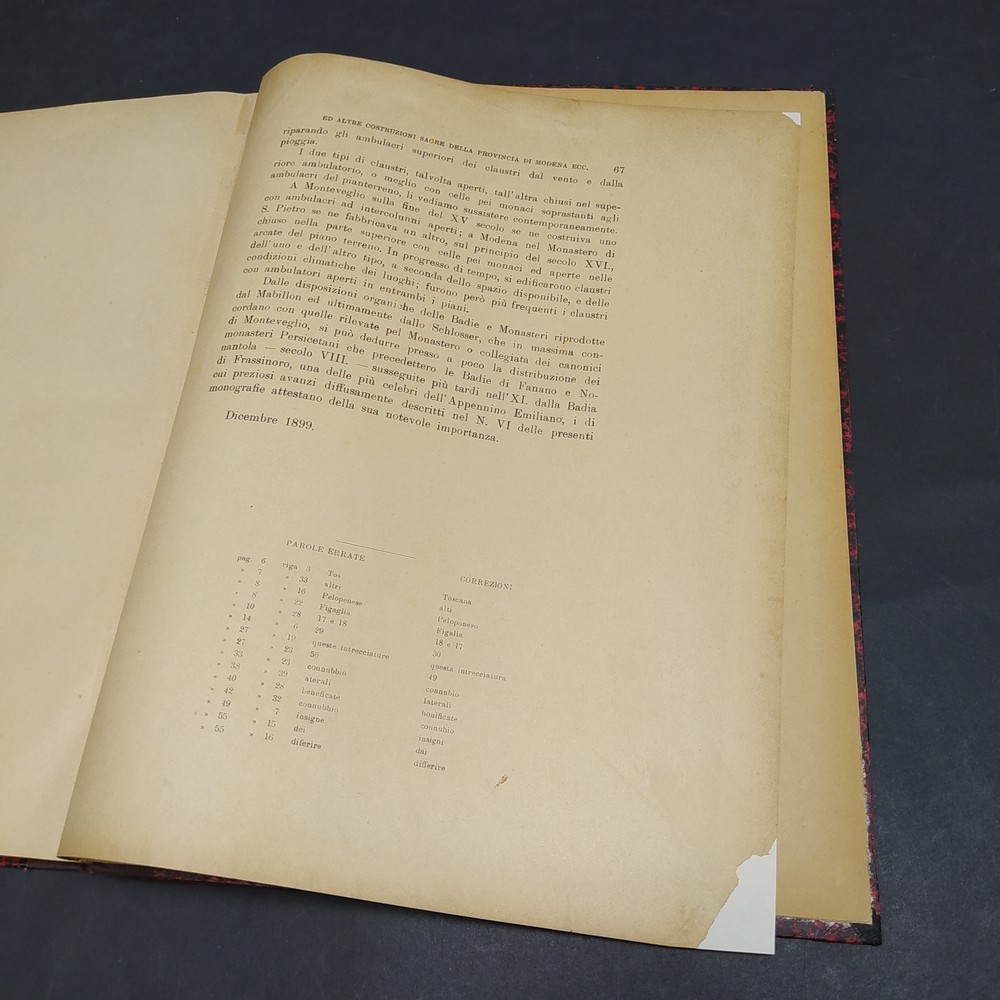 ED ALTRE COSTRUZIONI SACRE DELLA PROVINCIA DI MODENA ECC. 67
riparando gli ambulacri superiori dei claustri dal vento e dalla
pioggia.
I due tipi di claustri, talvolta aperti, tall'altra chiusi nel supe-
riore ambulatorio, o meglio con celle pei monaci soprastanti agli
ambulacri del pianterreno, li vediamo sussistere contemporaneamente.
A Monteveglio sulla fine del XV secolo se ne costruiva uno
con ambulacri ad intercolunni aperti; a Modena nel Monastero di
S. Pietro se ne fabbricava un altro, sul principio del secolo XVI.,
chiuso nella parte superiore con celle pei monaci ed aperte nelle
arcate del piano terreno. In progresso di tempo, si edificarono claustri
dell'uno e dell'altro tipo, a seconda dello spazio disponibile, e delle
condizioni climatiche dei luoghi; furono però più frequenti i claustri
con ambulatori aperti in entrambi i piani.
Dalle disposizioni organiche delle Badie e Monasteri riprodotte
dal Mabillon ed ultimamente dallo Schlosser, che in massima con-
cordano con quelle rilevate pel Monastero o collegiata dei canonici
di Monteveglio, si può dedurre presso a poco la distribuzione dei
monasteri Persicetani che precedettero le Badie di Fanano e No-
nantola — secolo VIII. — susseguite più tardi nell'XI. dalla Badia
di Frassinoro, una delle più celebri dell'Appennino Emiliano, i di
cui preziosi avanzi diffusamente descritti nel N. VI delle presenti
monografie attestano della sua notevole importanza.
Dicembre 1899.
PAROLE ERRATE CORREZIONI
pag. 6 riga 3 Tos Toscana
» 7 » 33 altri alti
» 8 » 16 Peloponese Peloponero
» 8 » 22 Figaglia Figalia
» 10 » 28 17 e 18 18 e 17
» 14 » 6 29 30
» 27 » 19 queste intrecciature questa intrecciatura
» 27 » 23 50 49
» 33 » 23 connubbio connubio
» 38 » 39 aterali laterali
» 40 » 28 beneficate bonificate
» 42 » 32 connubbio connubio
» 49 » 7 insigne insigni
» 55 » 15 dei dai
» 55 » 16 diferire differire